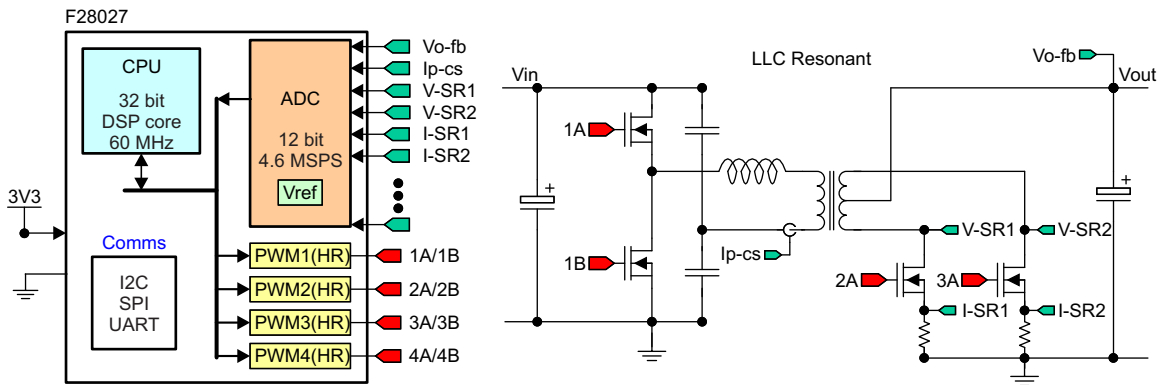 F28027
CPU
32 bit
DSP core
60 MHz
ADC
12 bit
4.6 MSPS
Vref
Vo-fb
Ip-cs
V-SR1
V-SR2
I-SR1
I-SR2
3V3
Comms
I2C
SPI
UART
PWM1(HR)
1A/1B
PWM2(HR)
2A/2B
PWM3(HR)
3A/3B
PWM4(HR)
4A/4B
LLC Resonant
Vin
Vo-fb
Vout
+
+
1A
1B
Ip-cs
V-SR1
V-SR2
2A
3A
I-SR1
I-SR2